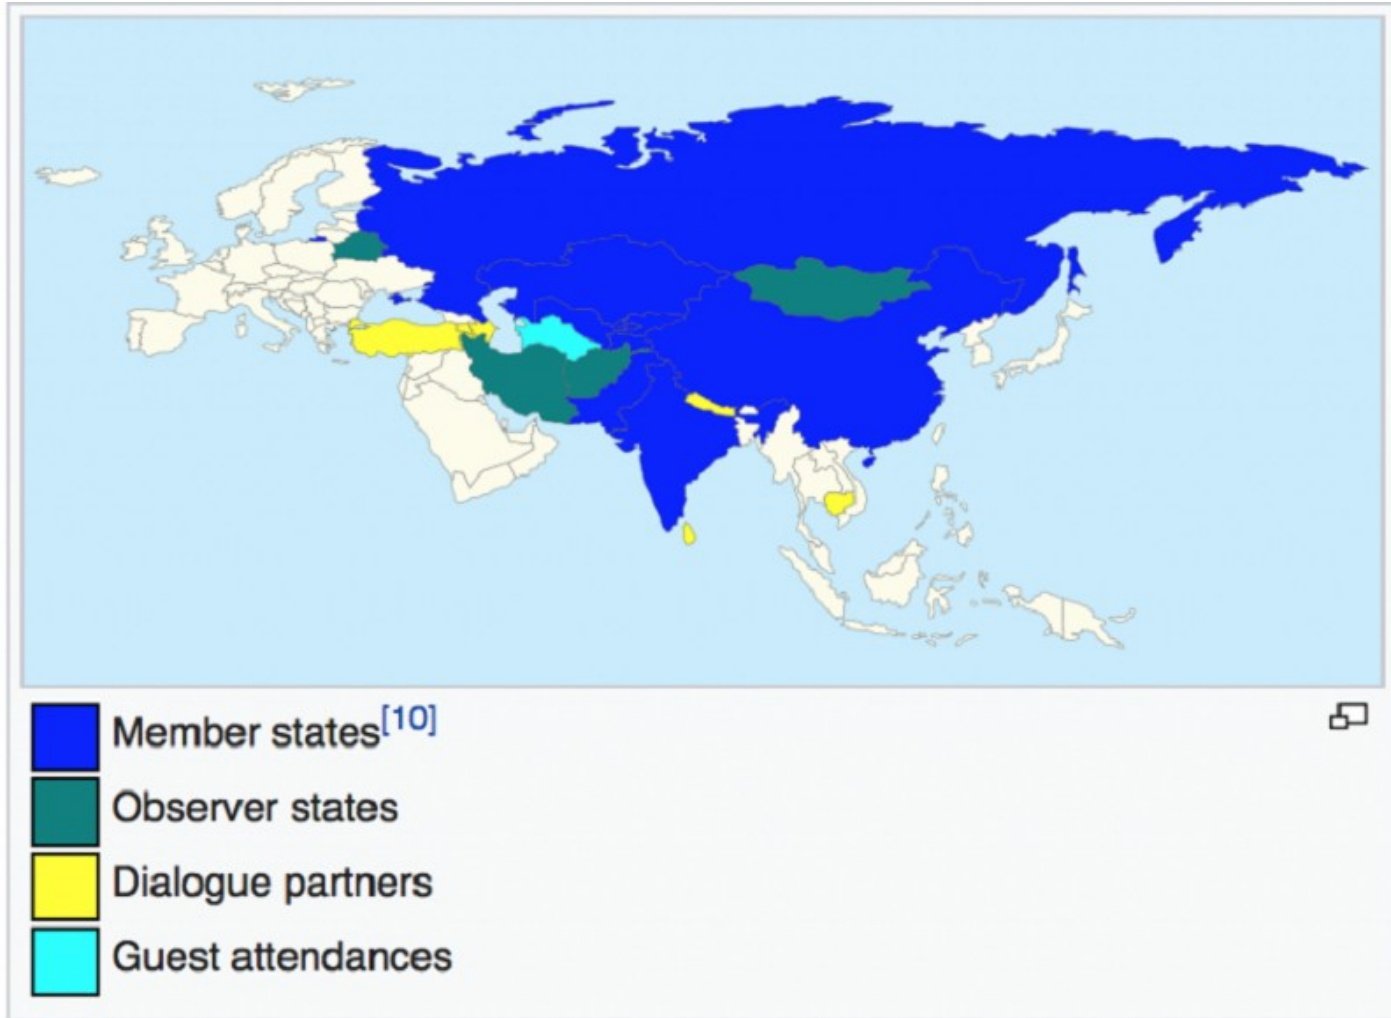 Member states[10]
Observer states
Dialogue partners
Guest attendances